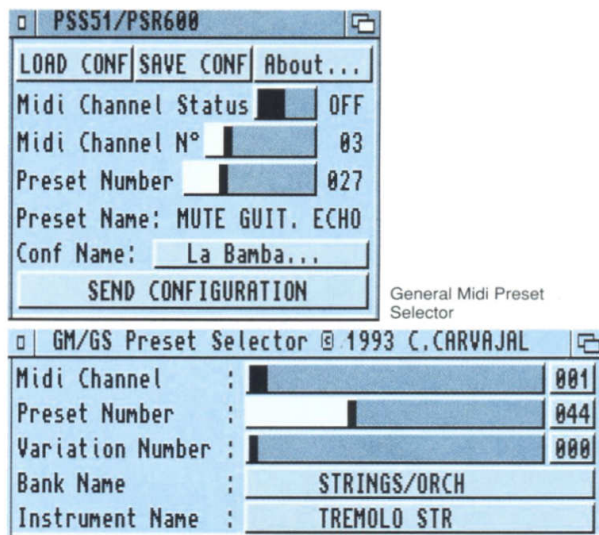 PSS51/PSR600
LOAD CONF SAVE CONF About...
Midi Channel Status OFF
Midi Channel N° 03
Preset Number 027
Preset Name: MUTE GUIT. ECHO
Conf Name: La Bamba...
SEND CONFIGURATION
General Midi Preset
Selector
GM/GS Preset Selector © 1993 C.CARVAJAL
Midi Channel : 001
Preset Number : 044
Variation Number : 000
Bank Name : STRINGS/ORCH
Instrument Name : TREMOLO STR